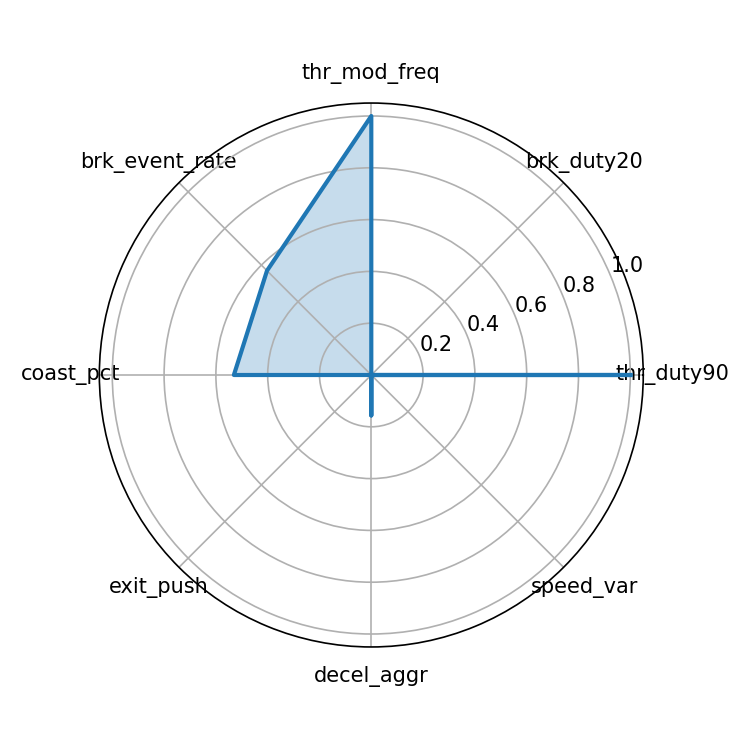 thr_mod_freq
brk_event_rate
brk_duty20
1.0
0.8
0.6
0.4
0.2
coast_pct
thr_duty90
exit_push
speed_var
decel_aggr